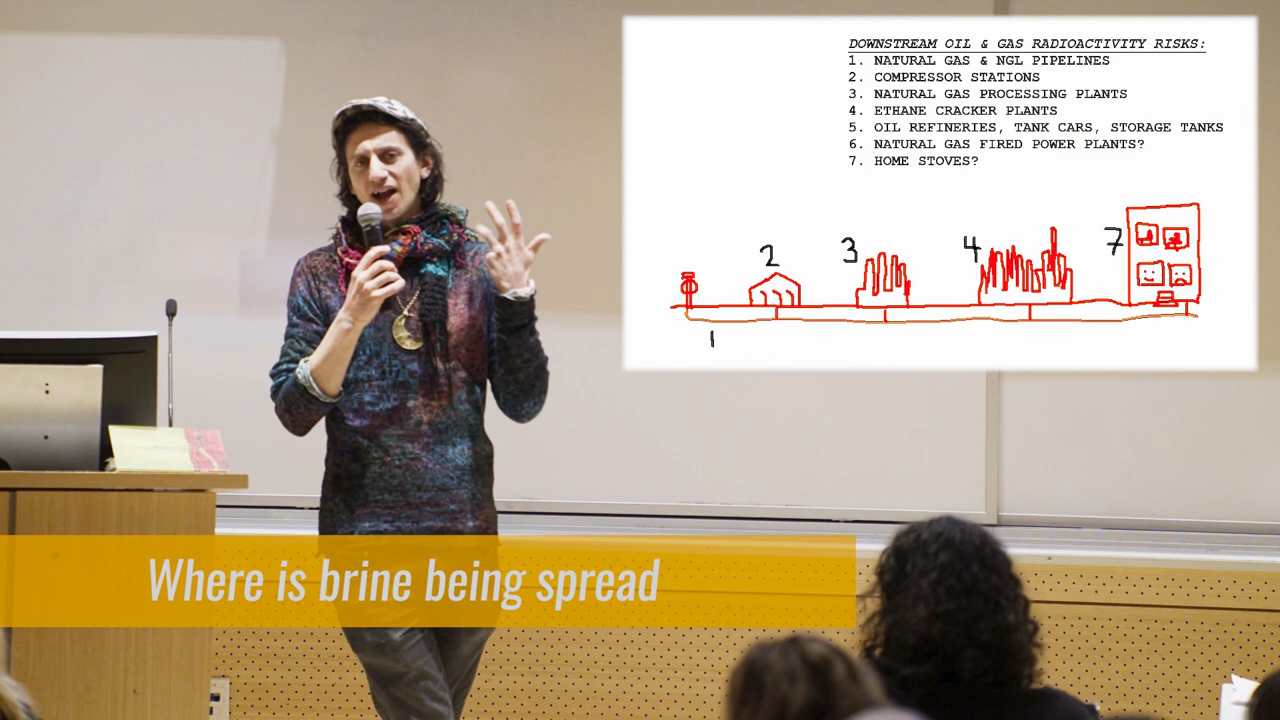 DOWNSTREAM OIL & GAS RADIOACTIVITY RISKS:
1. NATURAL GAS & NGL PIPELINES
2. COMPRESSOR STATIONS
3. NATURAL GAS PROCESSING PLANTS
4. ETHANE CRACKER PLANTS
5. OIL REFINERIES, TANK CARS, STORAGE TANKS
6. NATURAL GAS FIRED POWER PLANTS?
7. HOME STOVES?
2
3
4
7
1
Where is brine being spread